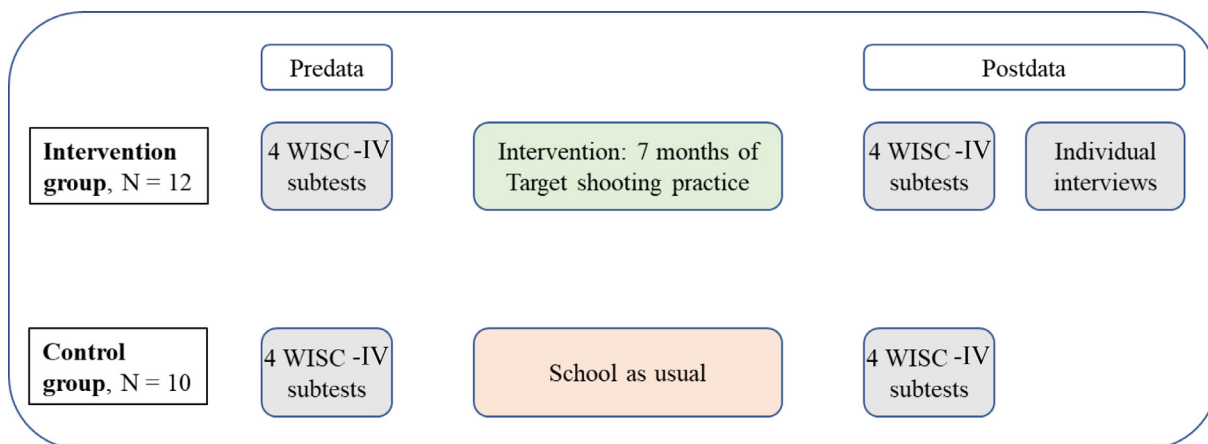 Predata
Postdata
Intervention
group, N = 12
4 WISC -IV
subtests
Intervention: 7 months of
Target shooting practice
4 WISC -IV
subtests
Individual
interviews
Control
group, N = 10
4 WISC -IV
subtests
School as usual
4 WISC -IV
subtests